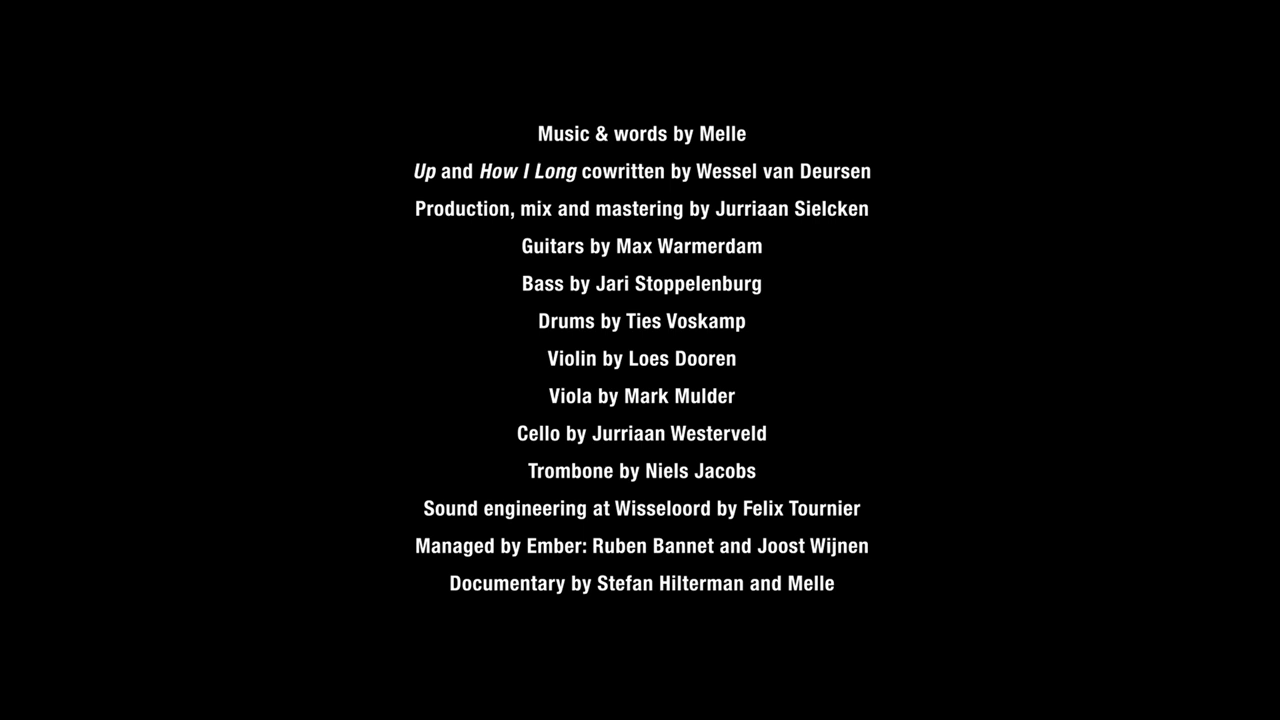 Music & words by Melle
Up and How I Long cowritten by Wessel van Deursen
Production, mix and mastering by Jurriaan Sielcken
Guitars by Max Warmerdam
Bass by Jari Stoppelenburg
Drums by Ties Voskamp
Violin by Loes Dooren
Viola by Mark Mulder
Cello by Jurriaan Westerveld
Trombone by Niels Jacobs
Sound engineering at Wisseloord by Felix Tournier
Managed by Ember: Ruben Bannet and Joost Wijnen
Documentary by Stefan Hilterman and Melle